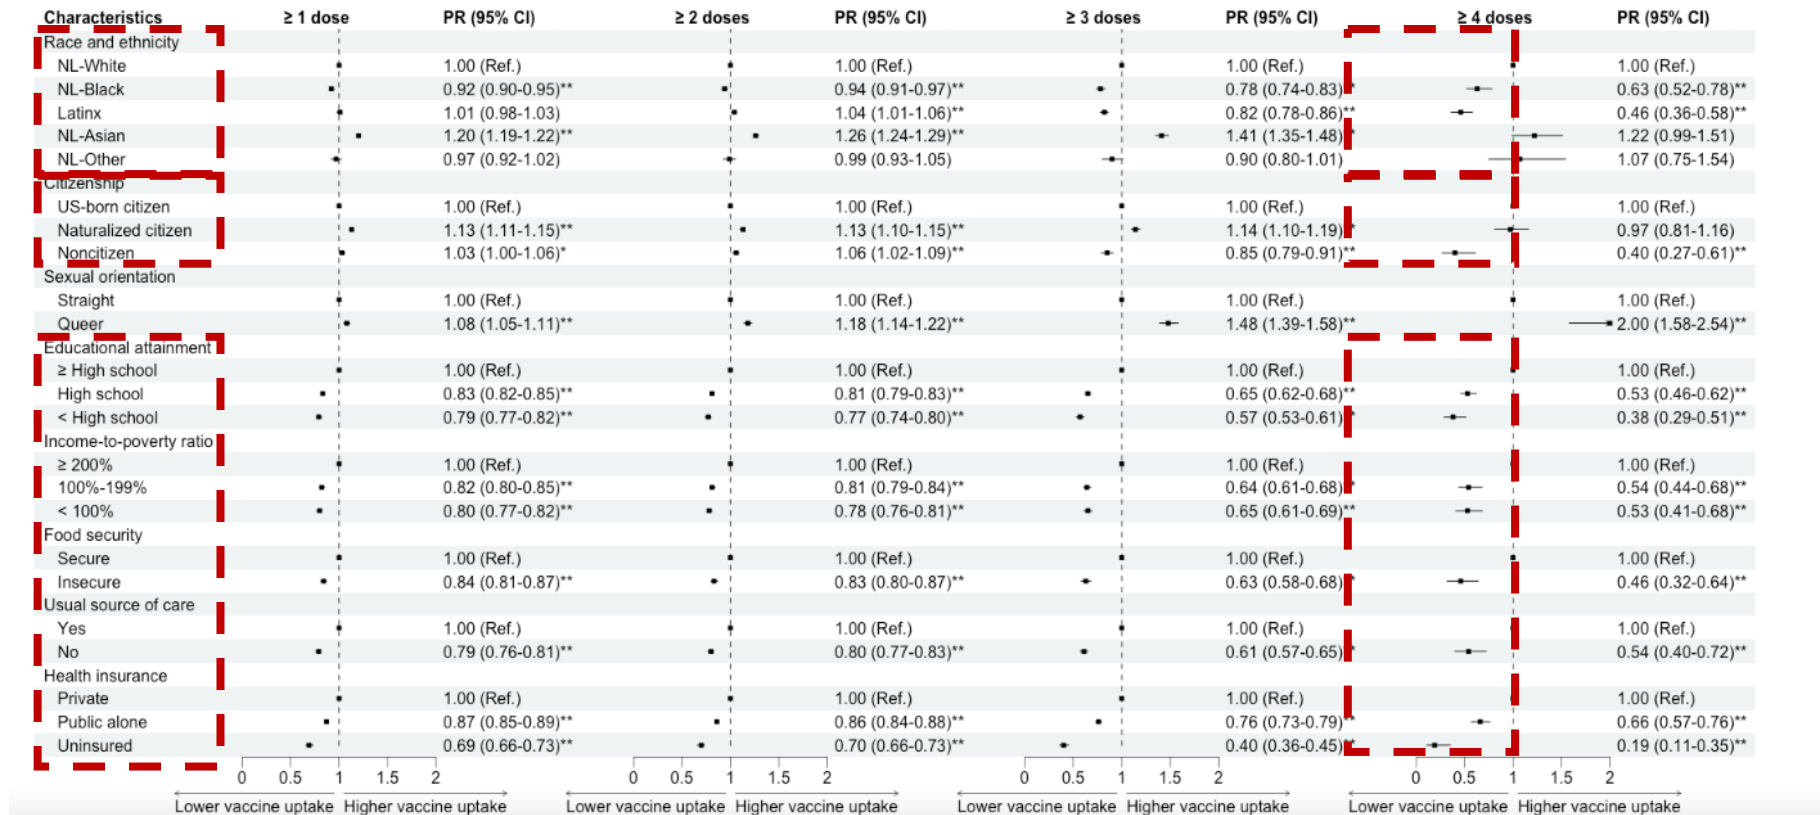 Characteristics ≥ 1 dose PR (95% CI) ≥ 2 doses PR (95% CI) ≥ 3 doses PR (95% CI) ≥ 4 doses PR (95% CI)
Race and ethnicity
NL-White 1.00 (Ref.) 1.00 (Ref.) 1.00 (Ref.) 1.00 (Ref.)
NL-Black 0.92 (0.90-0.95)** 0.94 (0.91-0.97)** 0.78 (0.74-0.83) 0.63 (0.52-0.78)**
Latinx 1.01 (0.98-1.03) 1.04 (1.01-1.06)** 0.82 (0.78-0.86)** 0.46 (0.36-0.58)**
NL-Asian 1.20 (1.19-1.22)** 1.26 (1.24-1.29)** 1.41 (1.35-1.48) 1.22 (0.99-1.51)
NL-Other 0.97 (0.92-1.02) 0.99 (0.93-1.05) 0.90 (0.80-1.01) 1.07 (0.75-1.54)
Citizenship
US-born citizen 1.00 (Ref.) 1.00 (Ref.) 1.00 (Ref.) 1.00 (Ref.)
Naturalized citizen 1.13 (1.11-1.15)** 1.13 (1.10-1.15)** 1.14 (1.10-1.19) 0.97 (0.81-1.16)
Noncitizen 1.03 (1.00-1.06)* 1.06 (1.02-1.09)** 0.85 (0.79-0.91)** 0.40 (0.27-0.61)**
Sexual orientation
Straight 1.00 (Ref.) 1.00 (Ref.) 1.00 (Ref.) 1.00 (Ref.)
Queer 1.08 (1.05-1.11)** 1.18 (1.14-1.22)** 1.48 (1.39-1.58)** 2.00 (1.58-2.54)**
Educational attainment
≥ High school 1.00 (Ref.) 1.00 (Ref.) 1.00 (Ref.) 1.00 (Ref.)
High school 0.83 (0.82-0.85)** 0.81 (0.79-0.83)** 0.65 (0.62-0.68)** 0.53 (0.46-0.62)**
< High school 0.79 (0.77-0.82)** 0.77 (0.74-0.80)** 0.57 (0.53-0.61) 0.38 (0.29-0.51)**
Income-to-poverty ratio
≥ 200% 1.00 (Ref.) 1.00 (Ref.) 1.00 (Ref.) 1.00 (Ref.)
100%-199% 0.82 (0.80-0.85)** 0.81 (0.79-0.84)** 0.64 (0.61-0.68) 0.54 (0.44-0.68)**
< 100% 0.80 (0.77-0.82)** 0.78 (0.76-0.81)** 0.65 (0.61-0.69)** 0.53 (0.41-0.68)**
Food security
Secure 1.00 (Ref.) 1.00 (Ref.) 1.00 (Ref.) 1.00 (Ref.)
Insecure 0.84 (0.81-0.87)** 0.83 (0.80-0.87)** 0.63 (0.58-0.68) 0.46 (0.32-0.64)**
Usual source of care
Yes 1.00 (Ref.) 1.00 (Ref.) 1.00 (Ref.) 1.00 (Ref.)
No 0.79 (0.76-0.81)** 0.80 (0.77-0.83)** 0.61 (0.57-0.65) 0.54 (0.40-0.72)**
Health insurance
Private 1.00 (Ref.) 1.00 (Ref.) 1.00 (Ref.) 1.00 (Ref.)
Public alone 0.87 (0.85-0.89)** 0.86 (0.84-0.88)** 0.76 (0.73-0.79) 0.66 (0.57-0.76)**
Uninsured 0.69 (0.66-0.73)** 0.70 (0.66-0.73)** 0.40 (0.36-0.45) 0.19 (0.11-0.35)**
0 0.5 1 1.5 2 0 0.5 1 1.5 2 0 0.5 1 1.5 2 0 0.5 1 1.5 2
Lower vaccine uptake Higher vaccine uptake Lower vaccine uptake Higher vaccine uptake Lower vaccine uptake Higher vaccine uptake Lower vaccine uptake Higher vaccine uptake